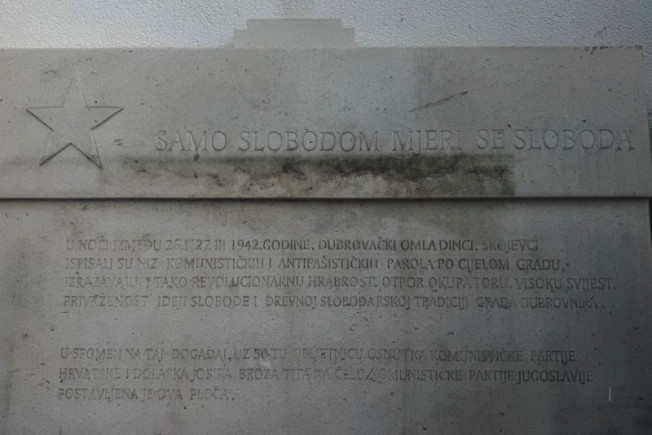 SAMO SLOBODOM MJERI SE SLOBODA
U NOĆI IZMEĐU 26. I 27. III 1942. GODINE, DUBROVAČKI OMLADINCI, SKOJEVCI
ISPISALI SU NIZ KOMUNISTIČKIH I ANTIFAŠISTIČKIH PAROLA PO CIJELOM GRADU,
IZRAŽAVAJUĆI TAKO REVOLUCIONARNU HRABROST, OTPOR OKUPATORU, VISOKU SVIJEST,
PRIVRŽENOST IDEJI SLOBODE I DREVNOJ SLOBODARSKOJ TRADICIJI GRADA DUBROVNIKA.
U SPOMEN NA TAJ DOGAĐAJ, UZ 50-TU OBLJETNICU OSNUTKA KOMUNISTIČKE PARTIJE
HRVATSKE I DOLASKA JOSIPA BROZA TITA NA ČELO KOMUNISTIČKE PARTIJE JUGOSLAVIJE
POSTAVLJENA JE OVA PLOČA.